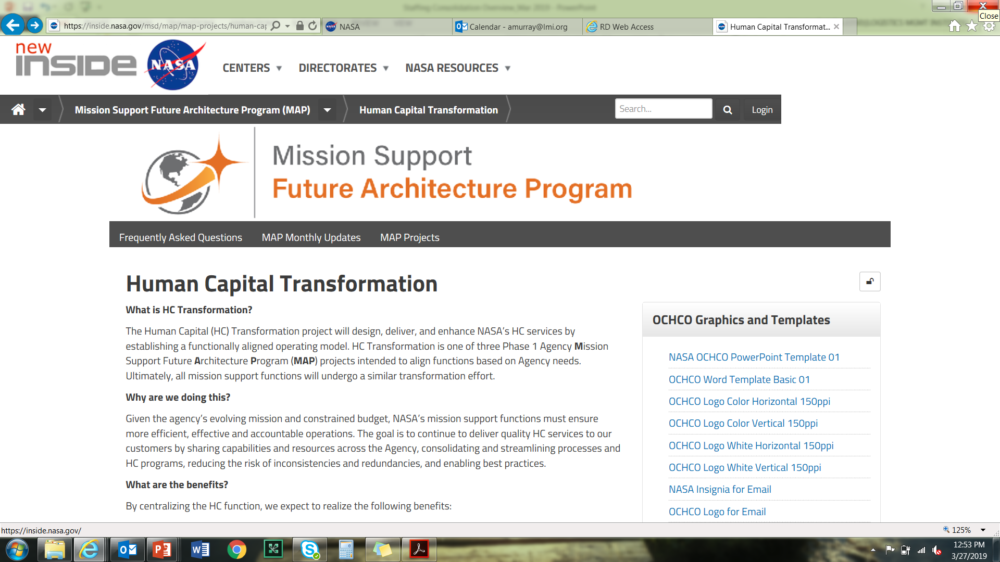 Staffing Consolidation Overview_Mar 2019 - PowerPoint
Close
https://inside.nasa.gov/msd/map/map-projects/human-cap
NASA
Calendar - amurray@lmi.org
RD Web Access
Human Capital Transformat...
new
INSIDE
NASA
CENTERS
DIRECTORATES
NASA RESOURCES
Mission Support Future Architecture Program (MAP)
Human Capital Transformation
Search...
Login
Mission Support
Future Architecture Program
Frequently Asked Questions
MAP Monthly Updates
MAP Projects
Human Capital Transformation
What is HC Transformation?
The Human Capital (HC) Transformation project will design, deliver, and enhance NASA's HC services by
establishing a functionally aligned operating model. HC Transformation is one of three Phase 1 Agency Mission
Support Future Architecture Program (MAP) projects intended to align functions based on Agency needs.
Ultimately, all mission support functions will undergo a similar transformation effort.
Why are we doing this?
Given the agency's evolving mission and constrained budget, NASA's mission support functions must ensure
more efficient, effective and accountable operations. The goal is to continue to deliver quality HC services to our
customers by sharing capabilities and resources across the Agency, consolidating and streamlining processes and
HC programs, reducing the risk of inconsistencies and redundancies, and enabling best practices.
What are the benefits?
By centralizing the HC function, we expect to realize the following benefits:
OCHCO Graphics and Templates
NASA OCHCO PowerPoint Template 01
OCHCO Word Template Basic 01
OCHCO Logo Color Horizontal 150ppi
OCHCO Logo Color Vertical 150ppi
OCHCO Logo White Horizontal 150ppi
OCHCO Logo White Vertical 150ppi
NASA Insignia for Email
OCHCO Logo for Email
https://inside.nasa.gov/
125%
12:53 PM
3/27/2019